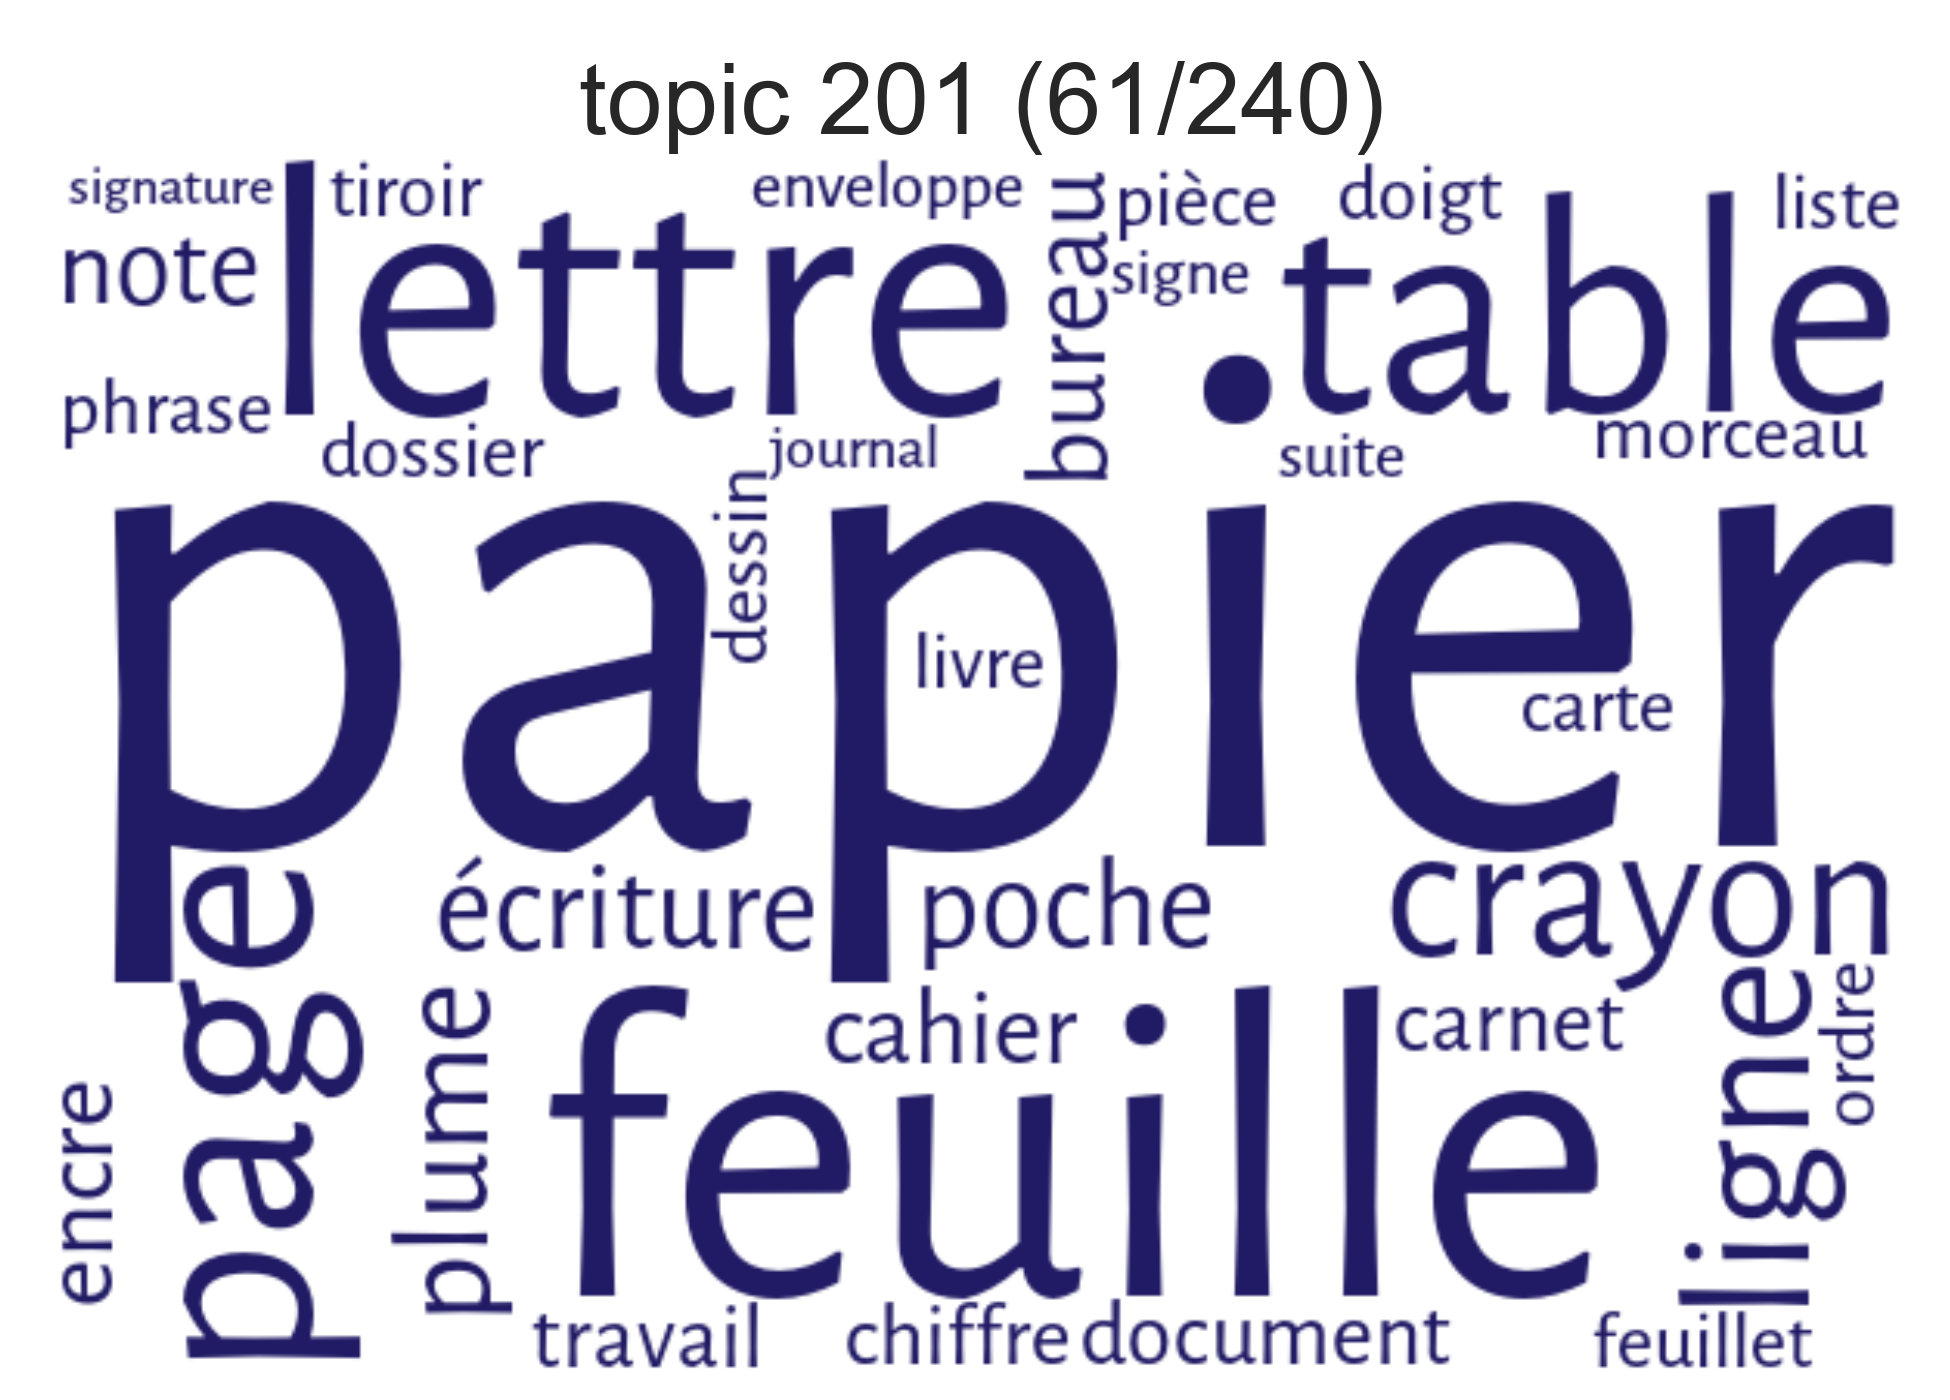 topic 201 (61/240)
signature
tiroir
enveloppe
pièce
doigt
liste
note
lettre
bureau
signe
table
phrase
dossier
journal
suite
morceau
papier
dessin
livre
carte
page
écriture
poche
crayon
encre
plume
feuille
cahier
carnet
ligne
ordre
travail
chiffre
document
feuillet